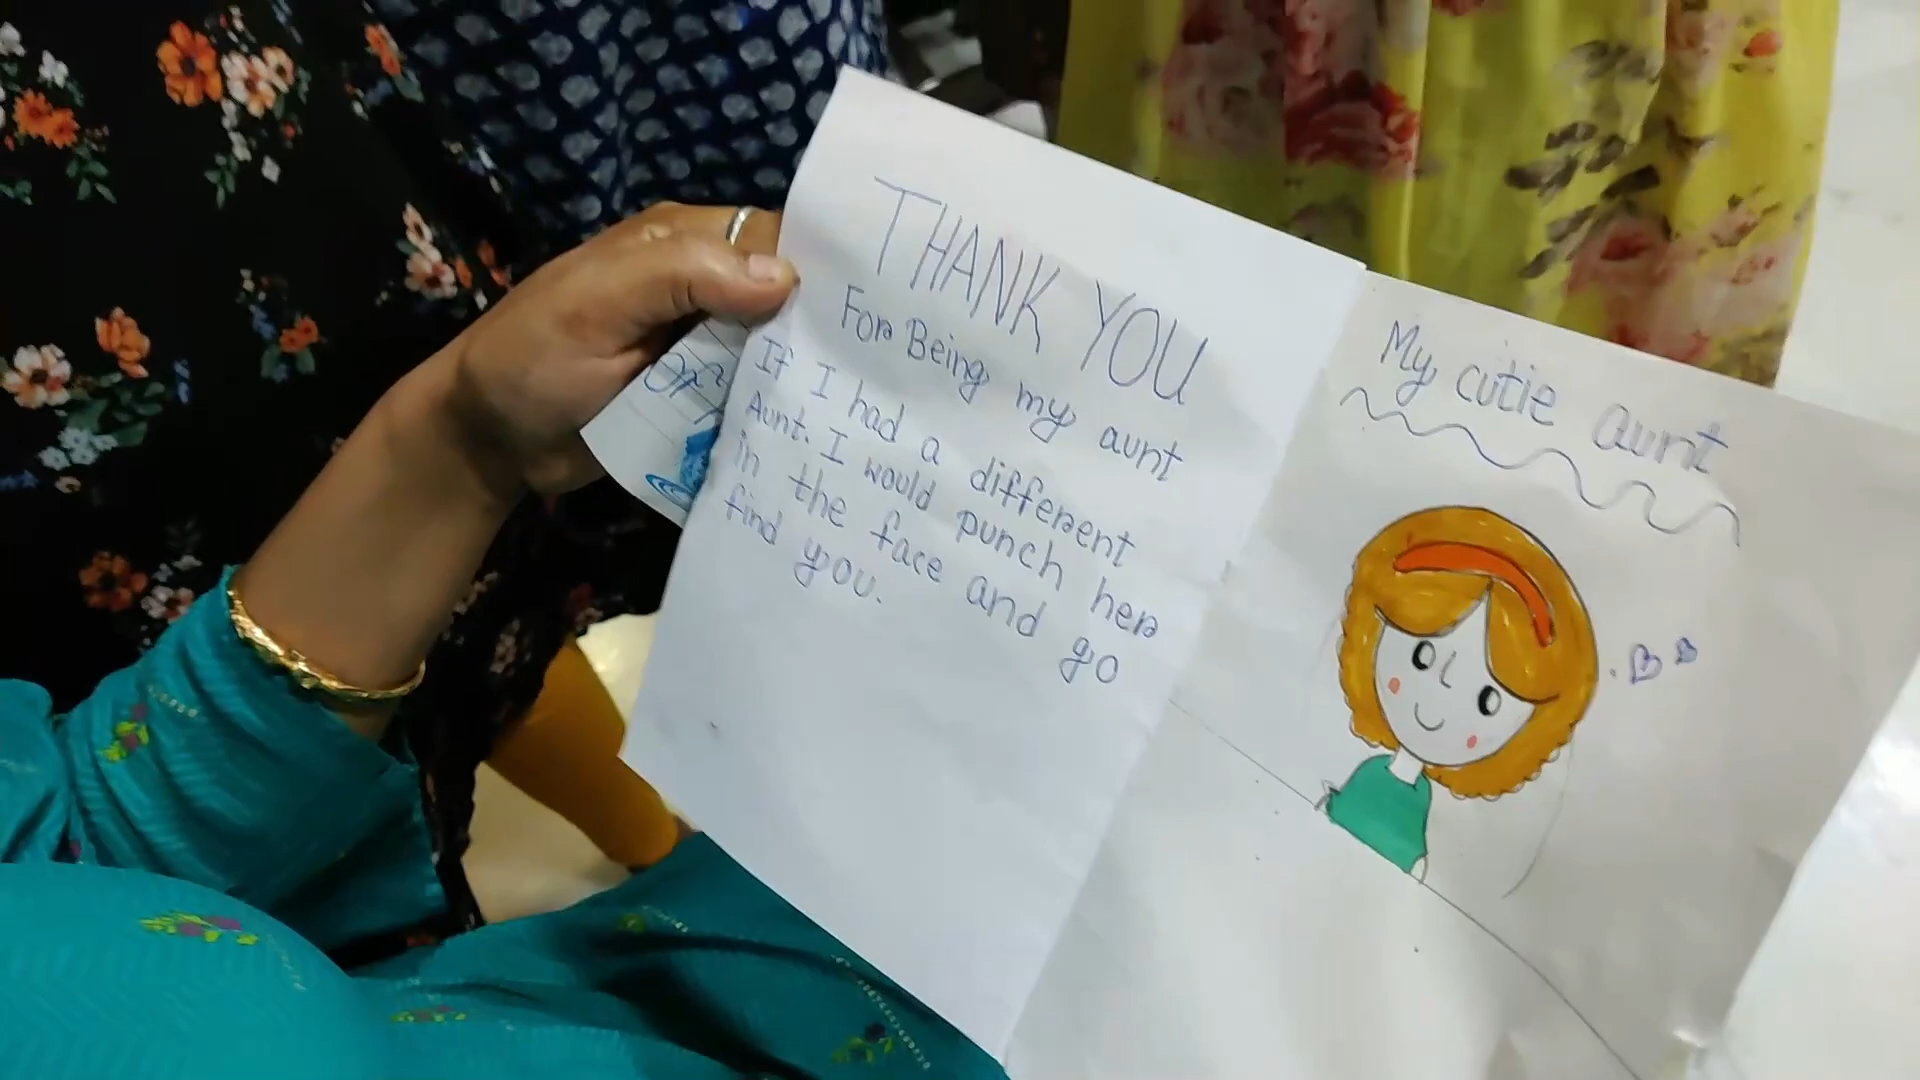 THANK YOU
For Being my aunt
If I had a different
Aunt. I would punch her
in the face and go
find you.
My cutie aunt